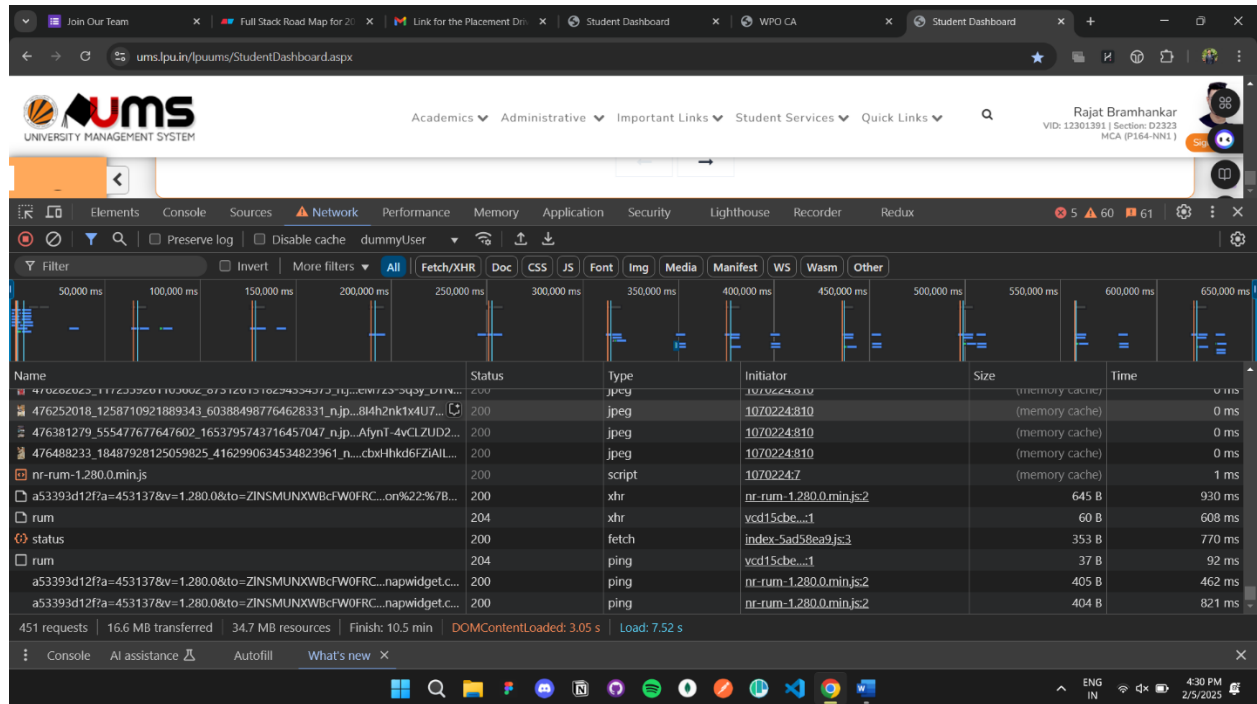 Join Our Team × Full Stack Road Map for 20 × Link for the Placement Driv × Student Dashboard × WPO CA × Student Dashboard × +
ums.lpu.in/lpuums/StudentDashboard.aspx
UMS
UNIVERSITY MANAGEMENT SYSTEM
Academics Administrative Important Links Student Services Quick Links
Rajat Bramhankar
VID: 12301391 | Section: D2323
MCA (P164-NN1 )
Sig
Elements Console Sources Network Performance Memory Application Security Lighthouse Recorder Redux 5 60 61
Preserve log Disable cache dummyUser
Filter Invert More filters All Fetch/XHR Doc CSS JS Font Img Media Manifest WS Wasm Other
50,000 ms 100,000 ms 150,000 ms 200,000 ms 250,000 ms 300,000 ms 350,000 ms 400,000 ms 450,000 ms 500,000 ms 550,000 ms 600,000 ms 650,000 ms
Name Status Type Initiator Size Time
200 jpeg 1070224:810 (memory cache) 0 ms
476252018_1258710921889343_603884987764628331_n.jp...8l4h2nk1x4U7... 200 jpeg 1070224:810 (memory cache) 0 ms
476381279_555477677647602_1653795743716457047_n.jp...AfynT-4vCLZUD2... 200 jpeg 1070224:810 (memory cache) 0 ms
476488233_18487928125059825_4162990634534823961_n....cbxHhkd6FZiAIL... 200 jpeg 1070224:810 (memory cache) 0 ms
nr-rum-1.280.0.min.js 200 script 1070224:7 (memory cache) 1 ms
a53393d12f?a=453137&v=1.280.0&to=ZlNSMUNXWBcFW0FRC...on%22:%7B... 200 xhr nr-rum-1.280.0.min.js:2 645 B 930 ms
rum 204 xhr vcd15cbe...:1 60 B 608 ms
status 200 fetch index-5ad58ea9.js:3 353 B 770 ms
rum 204 ping vcd15cbe...:1 37 B 92 ms
a53393d12f?a=453137&v=1.280.0&to=ZlNSMUNXWBcFW0FRC...napwidget.c... 200 ping nr-rum-1.280.0.min.js:2 405 B 462 ms
a53393d12f?a=453137&v=1.280.0&to=ZlNSMUNXWBcFW0FRC...napwidget.c... 200 ping nr-rum-1.280.0.min.js:2 404 B 821 ms
451 requests 16.6 MB transferred 34.7 MB resources Finish: 10.5 min DOMContentLoaded: 3.05 s Load: 7.52 s
Console AI assistance Autofill What's new ×
ENG
IN
4:30 PM
2/5/2025